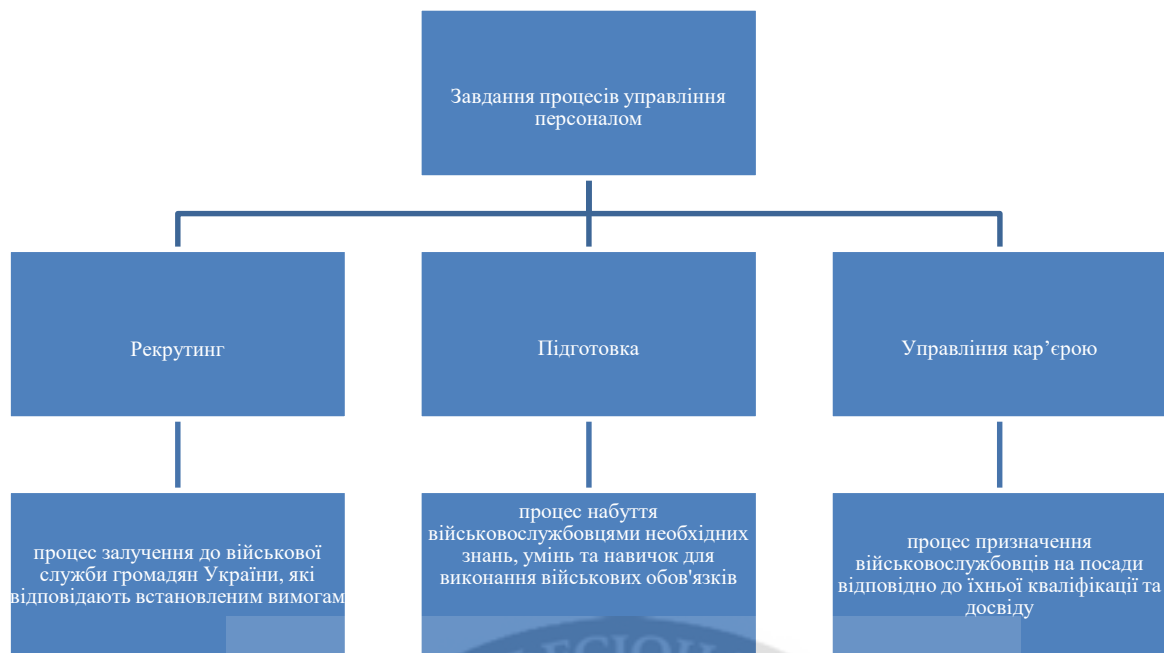 Завдання процесів управління
персоналом
Рекрутинг
Підготовка
Управління кар’єрою
процес залучення до військової
служби громадян України, які
відповідають встановленим вимогам
процес набуття
військовослужбовцями необхідних
знань, умінь та навичок для
виконання військових обов'язків
процес призначення
військовослужбовців на посади
відповідно до їхньої кваліфікації та
досвіду